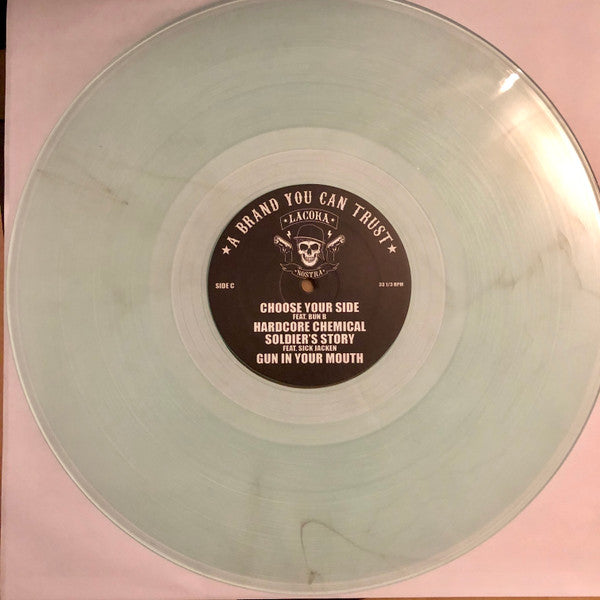 ★ A BRAND YOU CAN TRUST ★
LACOKA
NOSTRA
SIDE C
33 1/3 RPM
CHOOSE YOUR SIDE
FEAT. BUN B
HARDCORE CHEMICAL
SOLDIER'S STORY
FEAT. SICK JACKEN
GUN IN YOUR MOUTH